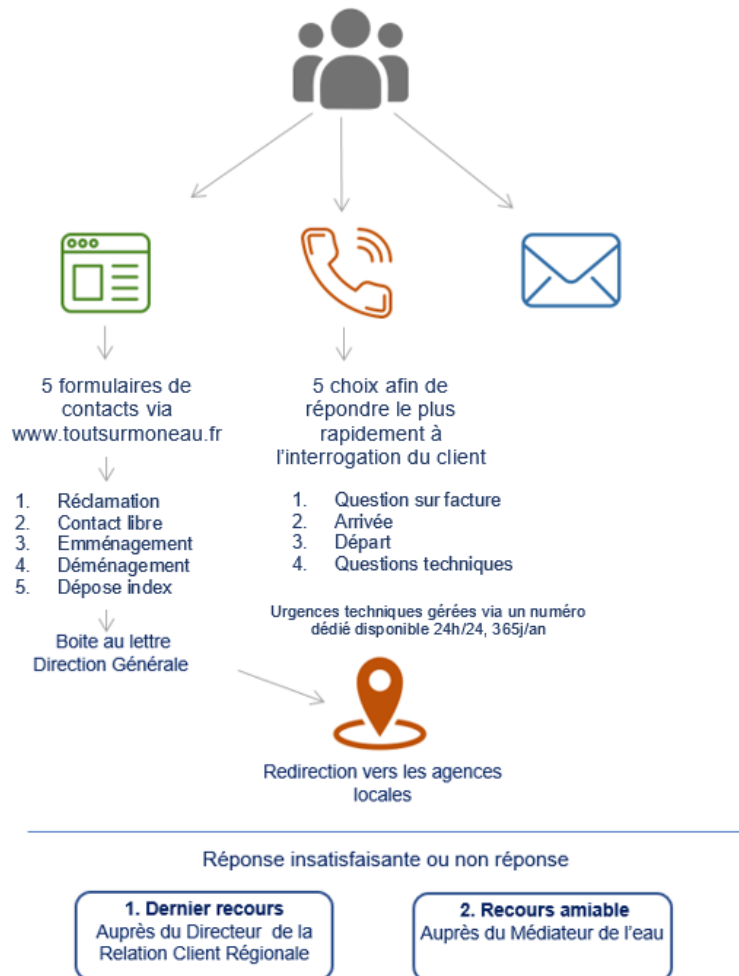 5 formulaires de
contacts via
www.toutsurmoneau.fr
1. Réclamation
2. Contact libre
3. Emménagement
4. Déménagement
5. Dépose index
Boite au lettre
Direction Générale
5 choix afin de
répondre le plus
rapidement à
l'interrogation du client
1. Question sur facture
2. Arrivée
3. Départ
4. Questions techniques
Urgences techniques gérées via un numéro
dédié disponible 24h/24, 365j/an
Redirection vers les agences
locales
Réponse insatisfaisante ou non réponse
1. Dernier recours
Auprès du Directeur de la
Relation Client Régionale
2. Recours amiable
Auprès du Médiateur de l'eau